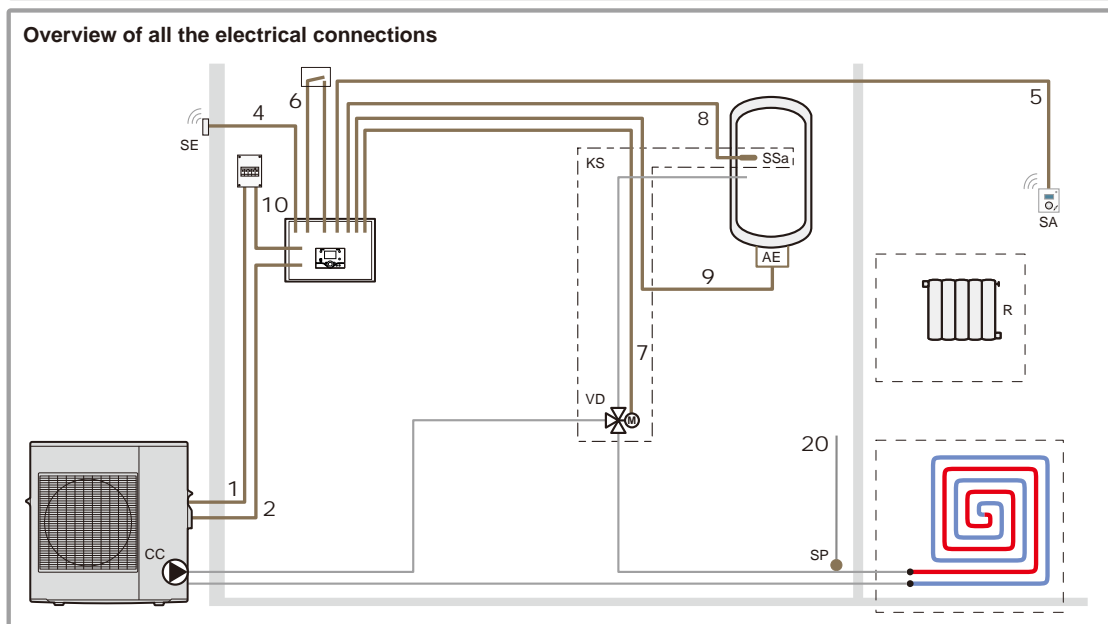 Overview of all the electrical connections
6
5
4
8
SE
KS
SSa
10
SA
AE
9
R
7
VD
M
20
1
2
CC
SP